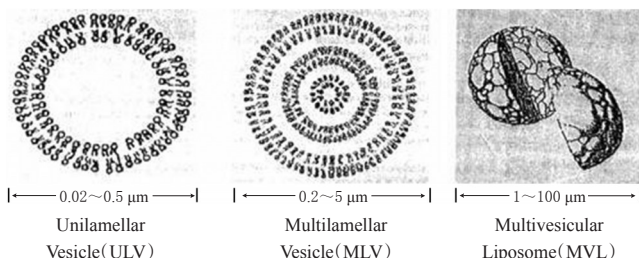 0.02～0.5 μm
0.2～5 μm
1～100 μm
Unilamellar
Vesicle(ULV)
Multilamellar
Vesicle(MLV)
Multivesicular
Liposome(MVL)